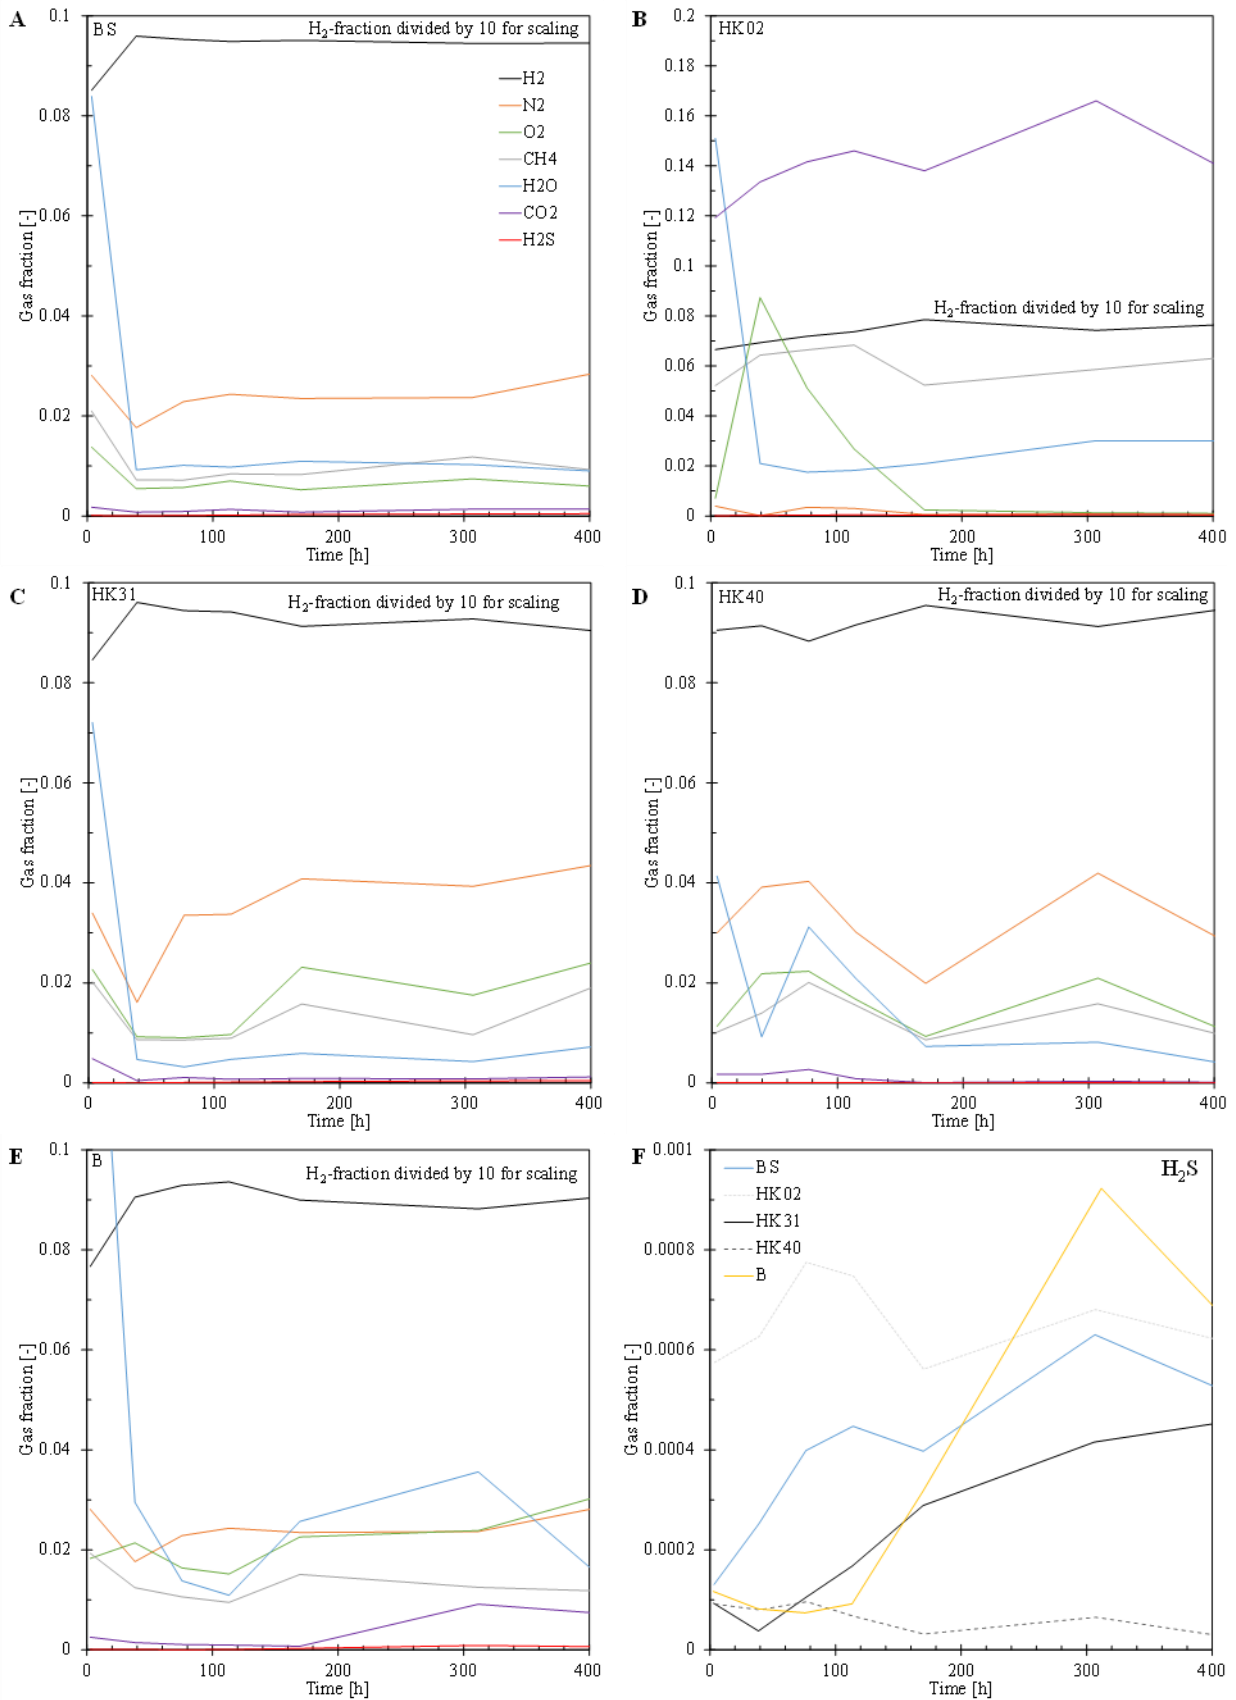 A
BS
H2-fraction divided by 10 for scaling
H2
N2
O2
CH4
H2O
CO2
H2S
0.1
0.08
0.06
0.04
0.02
0
0 100 200 300 400
Gas fraction [-]
Time [h]
B
HK02
H2-fraction divided by 10 for scaling
0.2
0.18
0.16
0.14
0.12
0.1
0.08
0.06
0.04
0.02
0
0 100 200 300 400
Gas fraction [-]
Time [h]
C
HK31
H2-fraction divided by 10 for scaling
0.1
0.08
0.06
0.04
0.02
0
0 100 200 300 400
Gas fraction [-]
Time [h]
D
HK40
H2-fraction divided by 10 for scaling
0.1
0.08
0.06
0.04
0.02
0
0 100 200 300 400
Gas fraction [-]
Time [h]
E
B
H2-fraction divided by 10 for scaling
0.1
0.08
0.06
0.04
0.02
0
0 100 200 300 400
Gas fraction [-]
Time [h]
F
H2S
BS
HK02
HK31
HK40
B
0.001
0.0008
0.0006
0.0004
0.0002
0
0 100 200 300 400
Gas fraction [-]
Time [h]